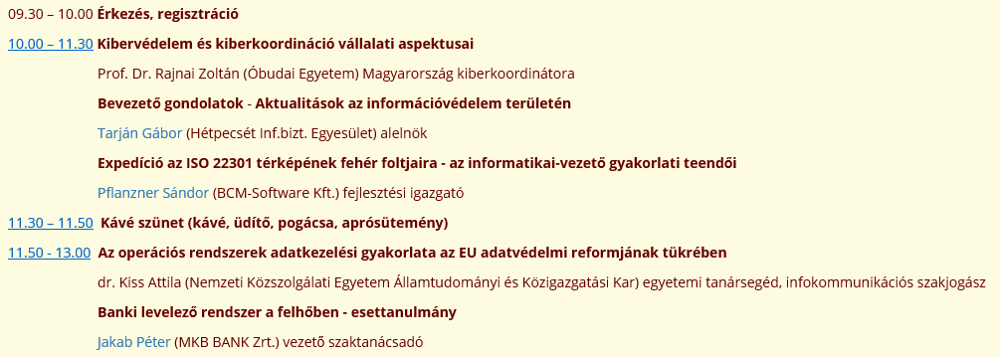 09.30 – 10.00 Érkezés, regisztráció
10.00 – 11.30 Kibervédelem és kiberkoordináció vállalati aspektusai
Prof. Dr. Rajnai Zoltán (Óbudai Egyetem) Magyarország kiberkoordinátora
Bevezető gondolatok - Aktualitások az információvédelem területén
Tarján Gábor (Hétpecsét Inf.bizt. Egyesület) alelnök
Expedíció az ISO 22301 térképének fehér foltjaira - az informatikai-vezető gyakorlati teendői
Pflanzner Sándor (BCM-Software Kft.) fejlesztési igazgató
11.30 – 11.50 Kávé szünet (kávé, üdítő, pogácsa, aprósütemény)
11.50 - 13.00 Az operációs rendszerek adatkezelési gyakorlata az EU adatvédelmi reformjának tükrében
dr. Kiss Attila (Nemzeti Közszolgálati Egyetem Államtudományi és Közigazgatási Kar) egyetemi tanársegéd, infokommunikációs szakjogász
Banki levelező rendszer a felhőben - esettanulmány
Jakab Péter (MKB BANK Zrt.) vezető szaktanácsadó